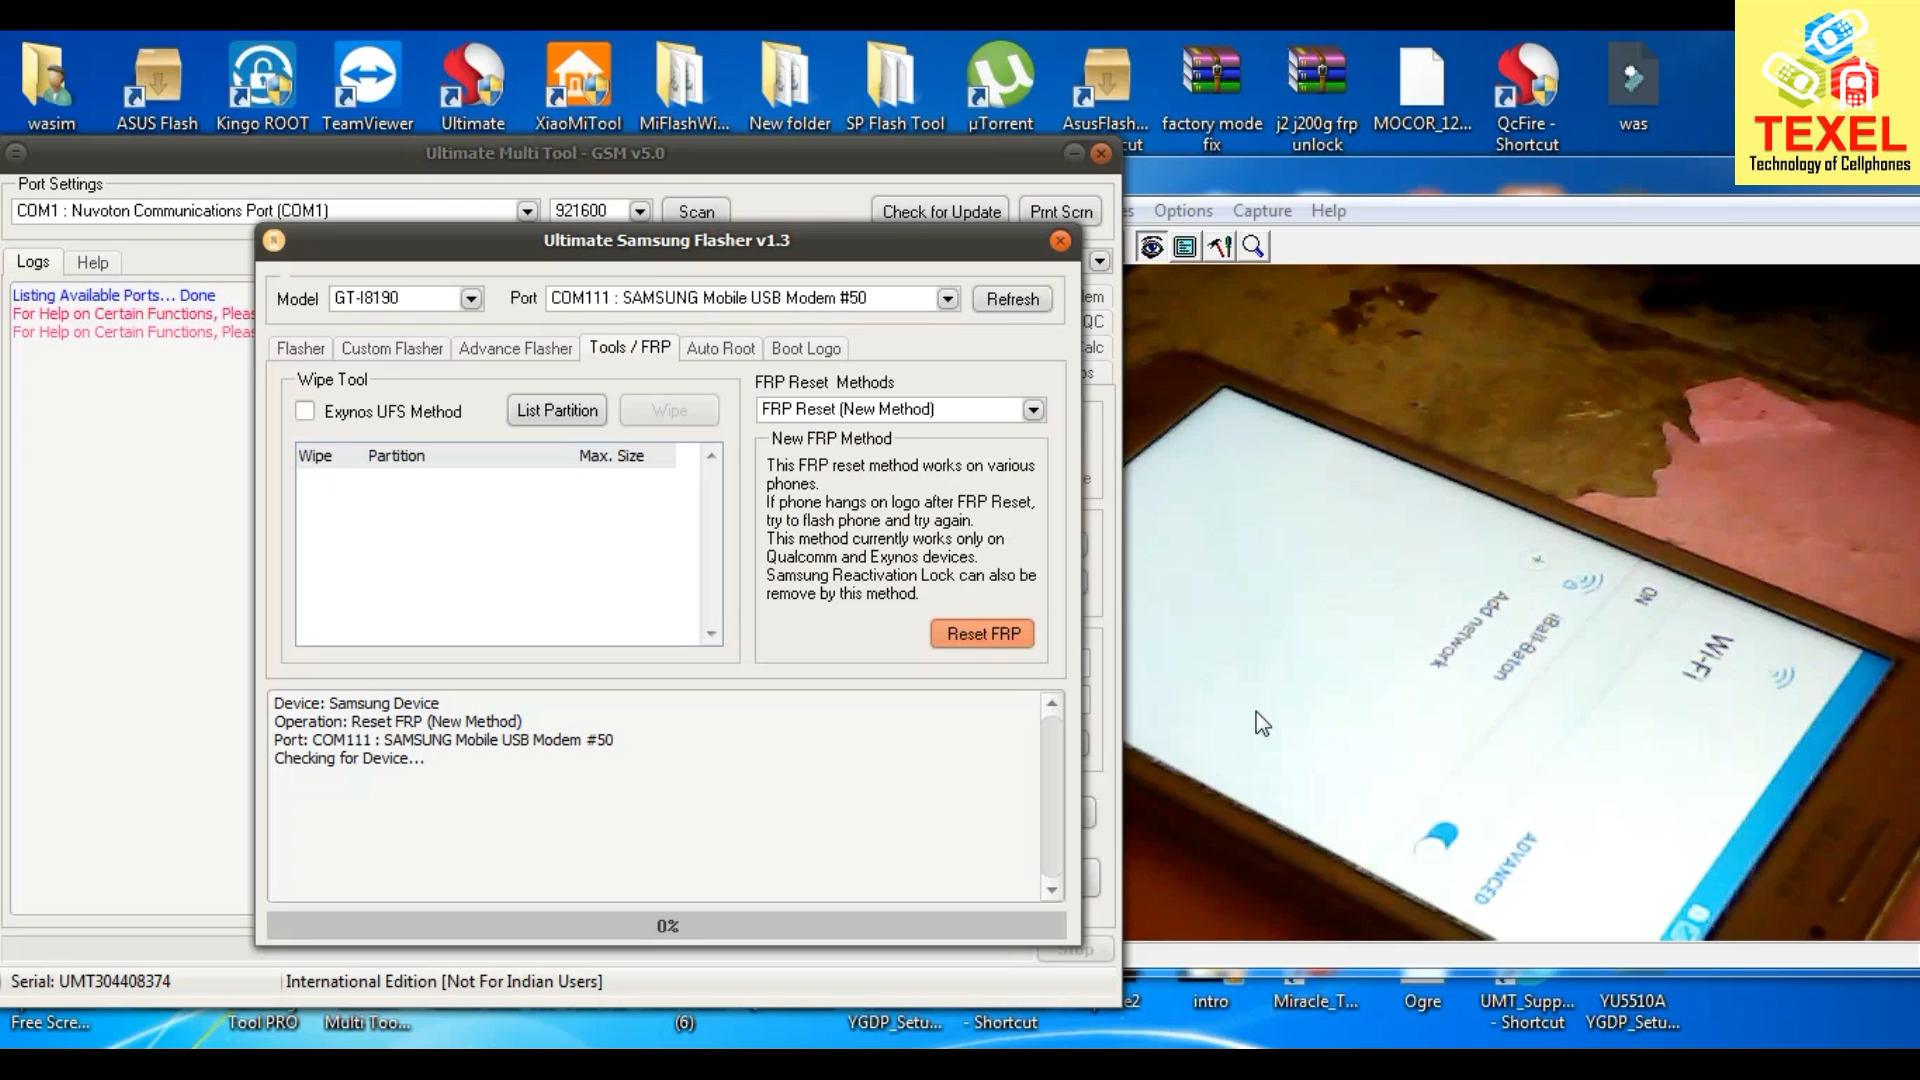 wasim
ASUS Flash
Kingo ROOT
TeamViewer
Ultimate
XiaoMiTool
MiFlashWi...
New folder
SP Flash Tool
µTorrent
AsusFlash...
cut
factory mode
fix
j2 j200g frp
unlock
MOCOR_12...
QcFire -
Shortcut
was
TEXEL
Technology of Cellphones
Ultimate Multi Tool - GSM v5.0
Port Settings
COM1 : Nuvoton Communications Port (COM1)
921600
Scan
Check for Update
Prnt Scrn
Options
Capture
Help
Logs
Help
Listing Available Ports... Done
For Help on Certain Functions, Pleas
For Help on Certain Functions, Pleas
Ultimate Samsung Flasher v1.3
Model
GT-I8190
Port
COM111 : SAMSUNG Mobile USB Modem #50
Refresh
Flasher
Custom Flasher
Advance Flasher
Tools / FRP
Auto Root
Boot Logo
Wipe Tool
Exynos UFS Method
List Partition
Wipe
Wipe
Partition
Max. Size
FRP Reset Methods
FRP Reset (New Method)
New FRP Method
This FRP reset method works on various
phones.
If phone hangs on logo after FRP Reset,
try to flash phone and try again.
This method currently works only on
Qualcomm and Exynos devices.
Samsung Reactivation Lock can also be
remove by this method.
Reset FRP
Device: Samsung Device
Operation: Reset FRP (New Method)
Port: COM111 : SAMSUNG Mobile USB Modem #50
Checking for Device...
0%
Wi-Fi
ON
iBall-Baton
Add network
ADVANCED
Stop
Serial: UMT304408374
International Edition [Not For Indian Users]
Free Scre...
Tool PRO
Multi Too...
(6)
YGDP_Setu...
- Shortcut
intro
Miracle_T...
Ogre
UMT_Supp...
- Shortcut
YU5510A
YGDP_Setu...